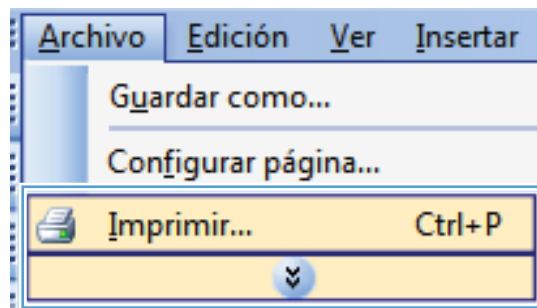 Archivo Edición Ver Insertar
Guardar como...
Configurar página...
Imprimir... Ctrl+P